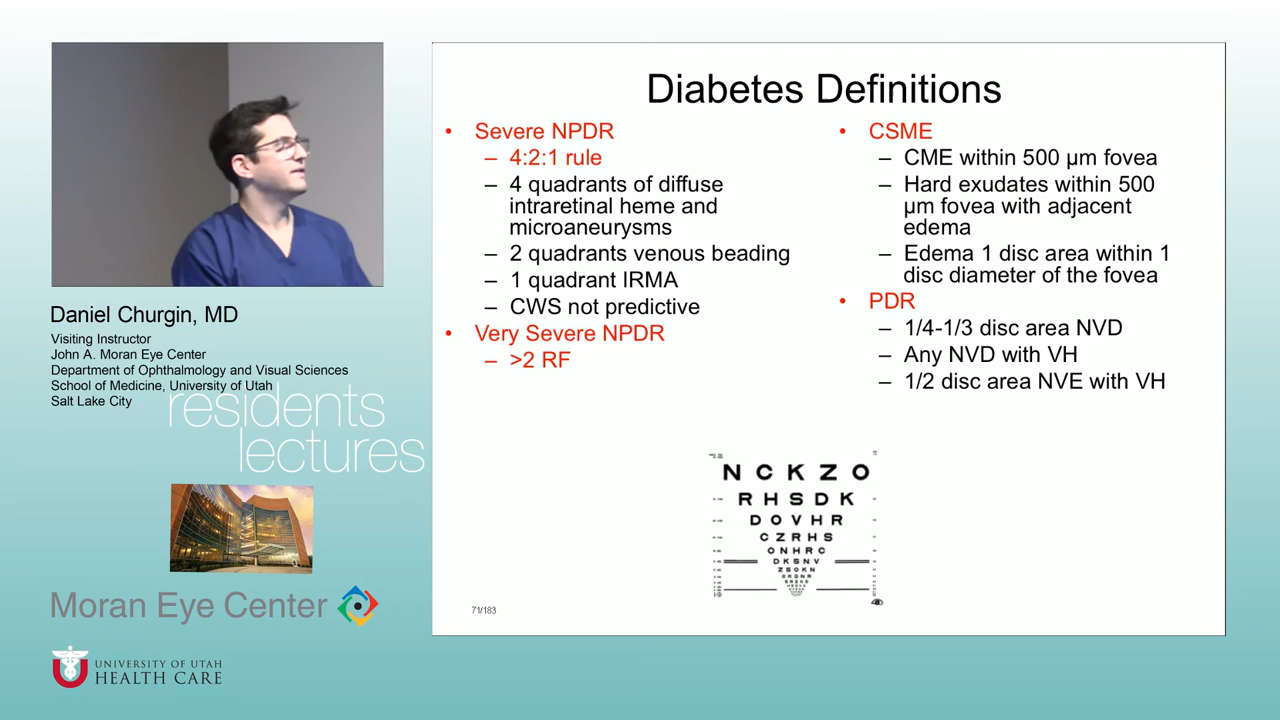 Diabetes Definitions
• Severe NPDR
– 4:2:1 rule
– 4 quadrants of diffuse
intraretinal heme and
microaneurysms
– 2 quadrants venous beading
– 1 quadrant IRMA
– CWS not predictive
• Very Severe NPDR
– >2 RF
• CSME
– CME within 500 µm fovea
– Hard exudates within 500
µm fovea with adjacent
edema
– Edema 1 disc area within 1
disc diameter of the fovea
• PDR
– 1/4-1/3 disc area NVD
– Any NVD with VH
– 1/2 disc area NVE with VH
N C K Z O
R H S D K
D O V H R
C Z R H S
O N H R C
D K S N V
Z S O K N
71/183
Daniel Churgin, MD
Visiting Instructor
John A. Moran Eye Center
Department of Ophthalmology and Visual Sciences
School of Medicine, University of Utah
Salt Lake City
residents
lectures
Moran Eye Center
UNIVERSITY OF UTAH
HEALTH CARE